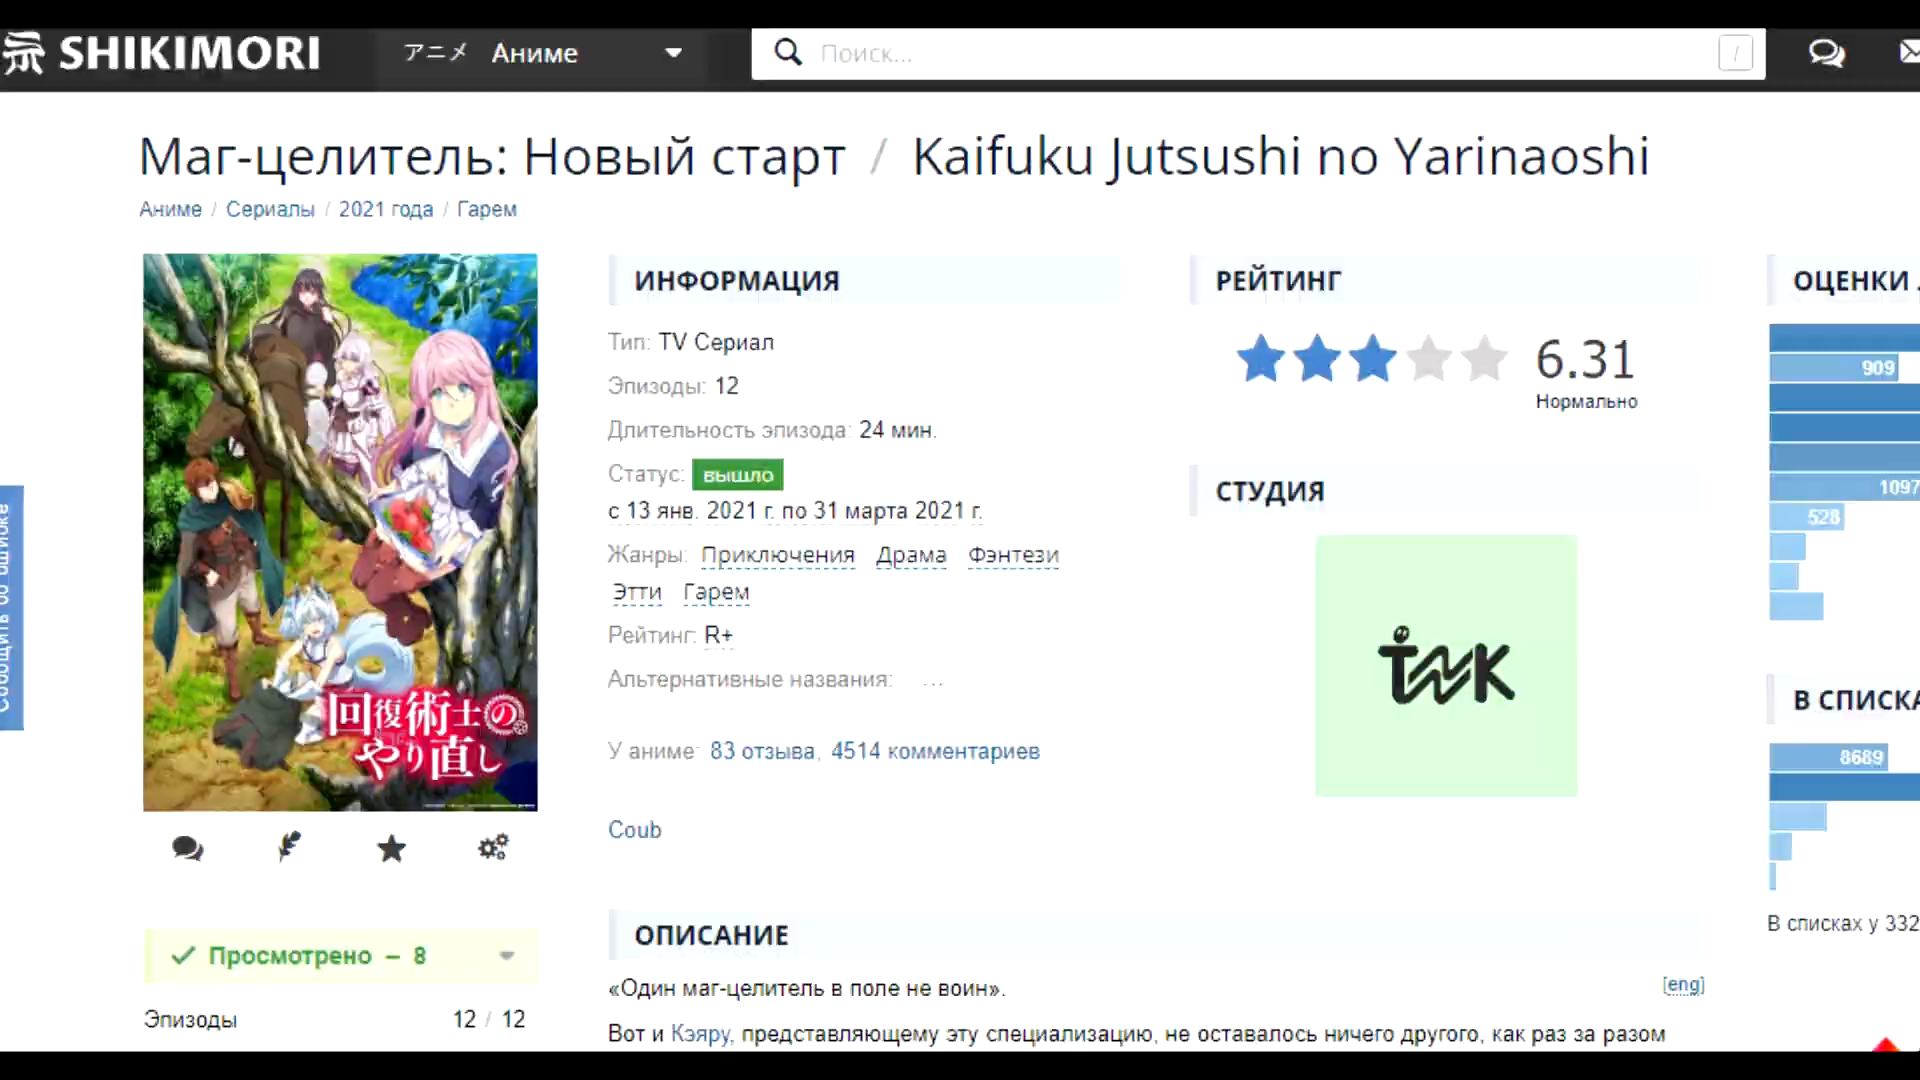 SHIKIMORI アニメ Аниме Поиск... /
Маг-целитель: Новый старт / Kaifuku Jutsushi no Yarinaoshi
Аниме / Сериалы / 2021 года / Гарем
回復術士の
やり直し
Сообщить об ошибке
Просмотрено – 8
Эпизоды 12 / 12
ИНФОРМАЦИЯ
Тип: TV Сериал
Эпизоды: 12
Длительность эпизода: 24 мин.
Статус: вышло
с 13 янв. 2021 г. по 31 марта 2021 г.
Жанры: Приключения Драма Фэнтези
Этти Гарем
Рейтинг: R+
Альтернативные названия: ...
У аниме: 83 отзыва, 4514 комментариев
Coub
РЕЙТИНГ
6.31
Нормально
СТУДИЯ
TNK
ОПИСАНИЕ
[eng]
«Один маг-целитель в поле не воин».
Вот и Кэяру, представляющему эту специализацию, не оставалось ничего другого, как раз за разом
ОЦЕНКИ
909
1097
528
В СПИСКА
8689
В списках у 332